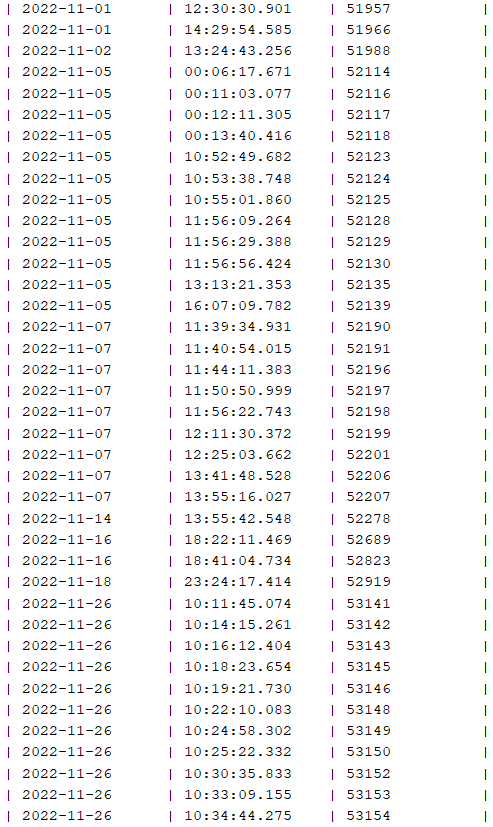 | 2022-11-01 | 12:30:30.901 | 51957 |
| 2022-11-01 | 14:29:54.585 | 51966 |
| 2022-11-02 | 13:24:43.256 | 51988 |
| 2022-11-05 | 00:06:17.671 | 52114 |
| 2022-11-05 | 00:11:03.077 | 52116 |
| 2022-11-05 | 00:12:11.305 | 52117 |
| 2022-11-05 | 00:13:40.416 | 52118 |
| 2022-11-05 | 10:52:49.682 | 52123 |
| 2022-11-05 | 10:53:38.748 | 52124 |
| 2022-11-05 | 10:55:01.860 | 52125 |
| 2022-11-05 | 11:56:09.264 | 52128 |
| 2022-11-05 | 11:56:29.388 | 52129 |
| 2022-11-05 | 11:56:56.424 | 52130 |
| 2022-11-05 | 13:13:21.353 | 52135 |
| 2022-11-05 | 16:07:09.782 | 52139 |
| 2022-11-07 | 11:39:34.931 | 52190 |
| 2022-11-07 | 11:40:54.015 | 52191 |
| 2022-11-07 | 11:44:11.383 | 52196 |
| 2022-11-07 | 11:50:50.999 | 52197 |
| 2022-11-07 | 11:56:22.743 | 52198 |
| 2022-11-07 | 12:11:30.372 | 52199 |
| 2022-11-07 | 12:25:03.662 | 52201 |
| 2022-11-07 | 13:41:48.528 | 52206 |
| 2022-11-07 | 13:55:16.027 | 52207 |
| 2022-11-14 | 13:55:42.548 | 52278 |
| 2022-11-16 | 18:22:11.469 | 52689 |
| 2022-11-16 | 18:41:04.734 | 52823 |
| 2022-11-18 | 23:24:17.414 | 52919 |
| 2022-11-26 | 10:11:45.074 | 53141 |
| 2022-11-26 | 10:14:15.261 | 53142 |
| 2022-11-26 | 10:16:12.404 | 53143 |
| 2022-11-26 | 10:18:23.654 | 53145 |
| 2022-11-26 | 10:19:21.730 | 53146 |
| 2022-11-26 | 10:22:10.083 | 53148 |
| 2022-11-26 | 10:24:58.302 | 53149 |
| 2022-11-26 | 10:25:22.332 | 53150 |
| 2022-11-26 | 10:30:35.833 | 53152 |
| 2022-11-26 | 10:33:09.155 | 53153 |
| 2022-11-26 | 10:34:44.275 | 53154 |